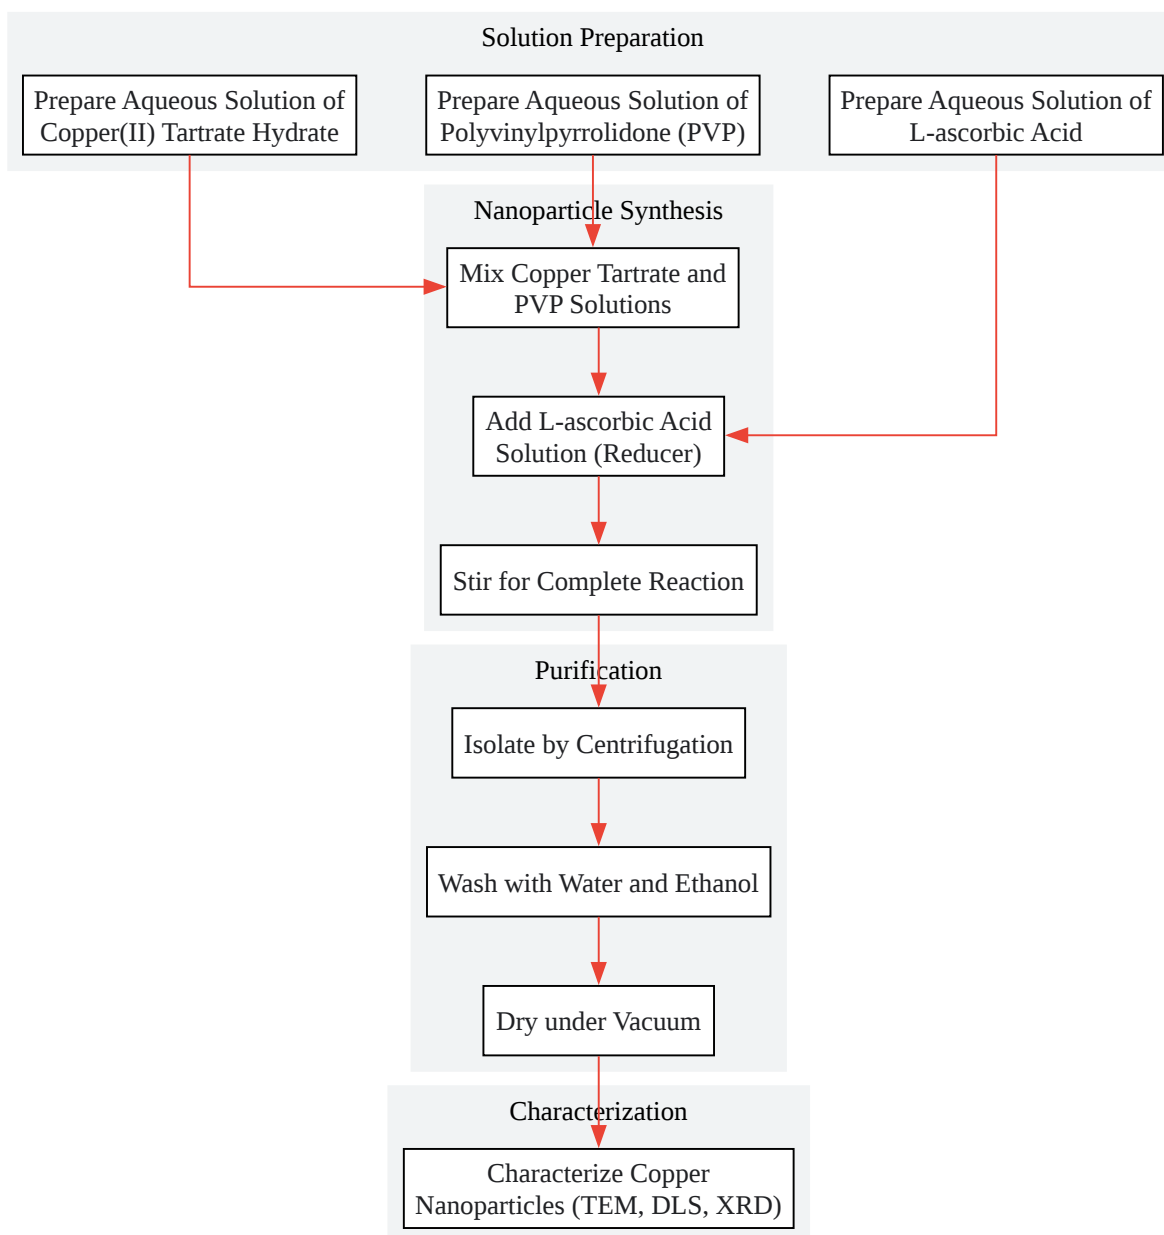 Solution Preparation
Prepare Aqueous Solution of
Copper(II) Tartrate Hydrate
Prepare Aqueous Solution of
Polyvinylpyrrolidone (PVP)
Prepare Aqueous Solution of
L-ascorbic Acid
Nanoparticle Synthesis
Mix Copper Tartrate and
PVP Solutions
Add L-ascorbic Acid
Solution (Reducer)
Stir for Complete Reaction
Purification
Isolate by Centrifugation
Wash with Water and Ethanol
Dry under Vacuum
Characterization
Characterize Copper
Nanoparticles (TEM, DLS, XRD)